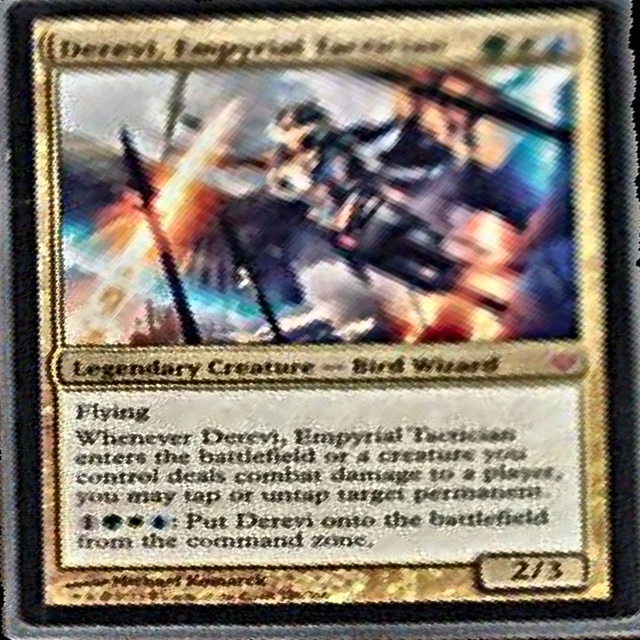 Derevi, Empyrial Tactician
Legendary Creature — Bird Wizard
Flying
Whenever Derevi, Empyrial Tactician
enters the battlefield or a creature you
control deals combat damage to a player,
you may tap or untap target permanent.
: Put Derevi onto the battlefield
from the command zone.
2/3
Michael Komarck